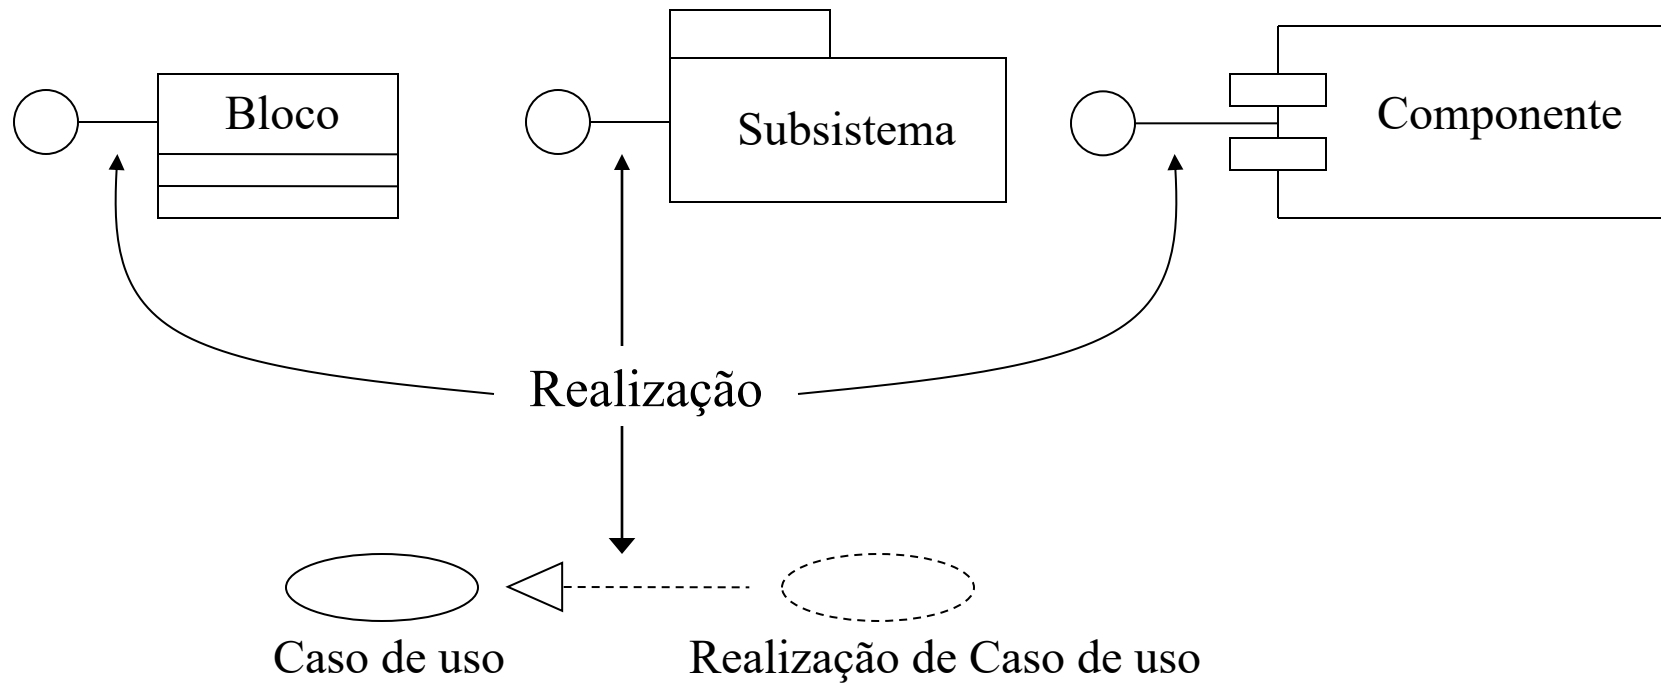 Bloco
Subsistema
Componente
Realização
Caso de uso
Realização de Caso de uso